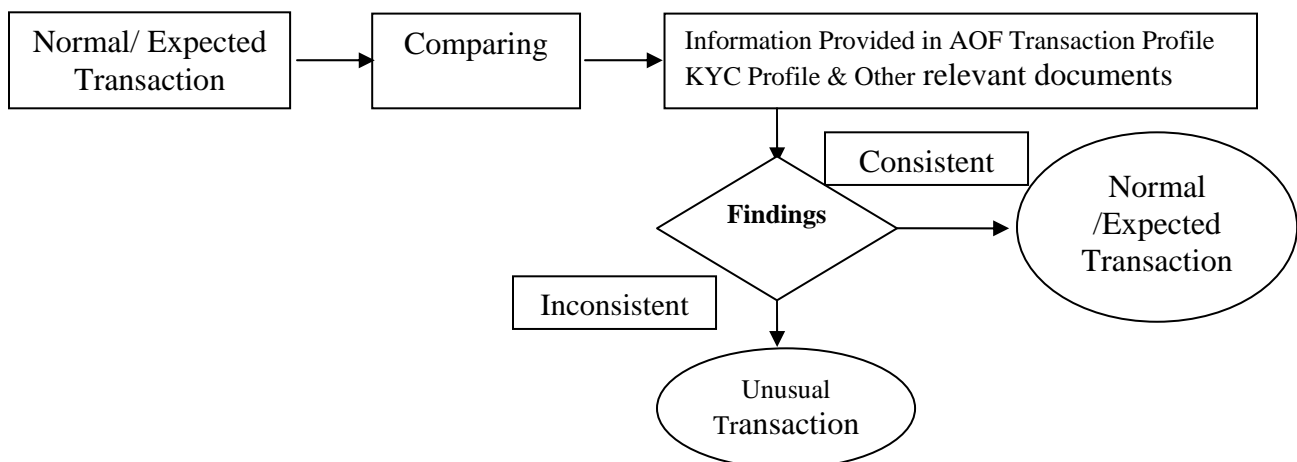 Normal/ Expected
Transaction
Comparing
Information Provided in AOF Transaction Profile
KYC Profile & Other relevant documents
Consistent
Findings
Normal
/Expected
Transaction
Inconsistent
Unusual
Transaction